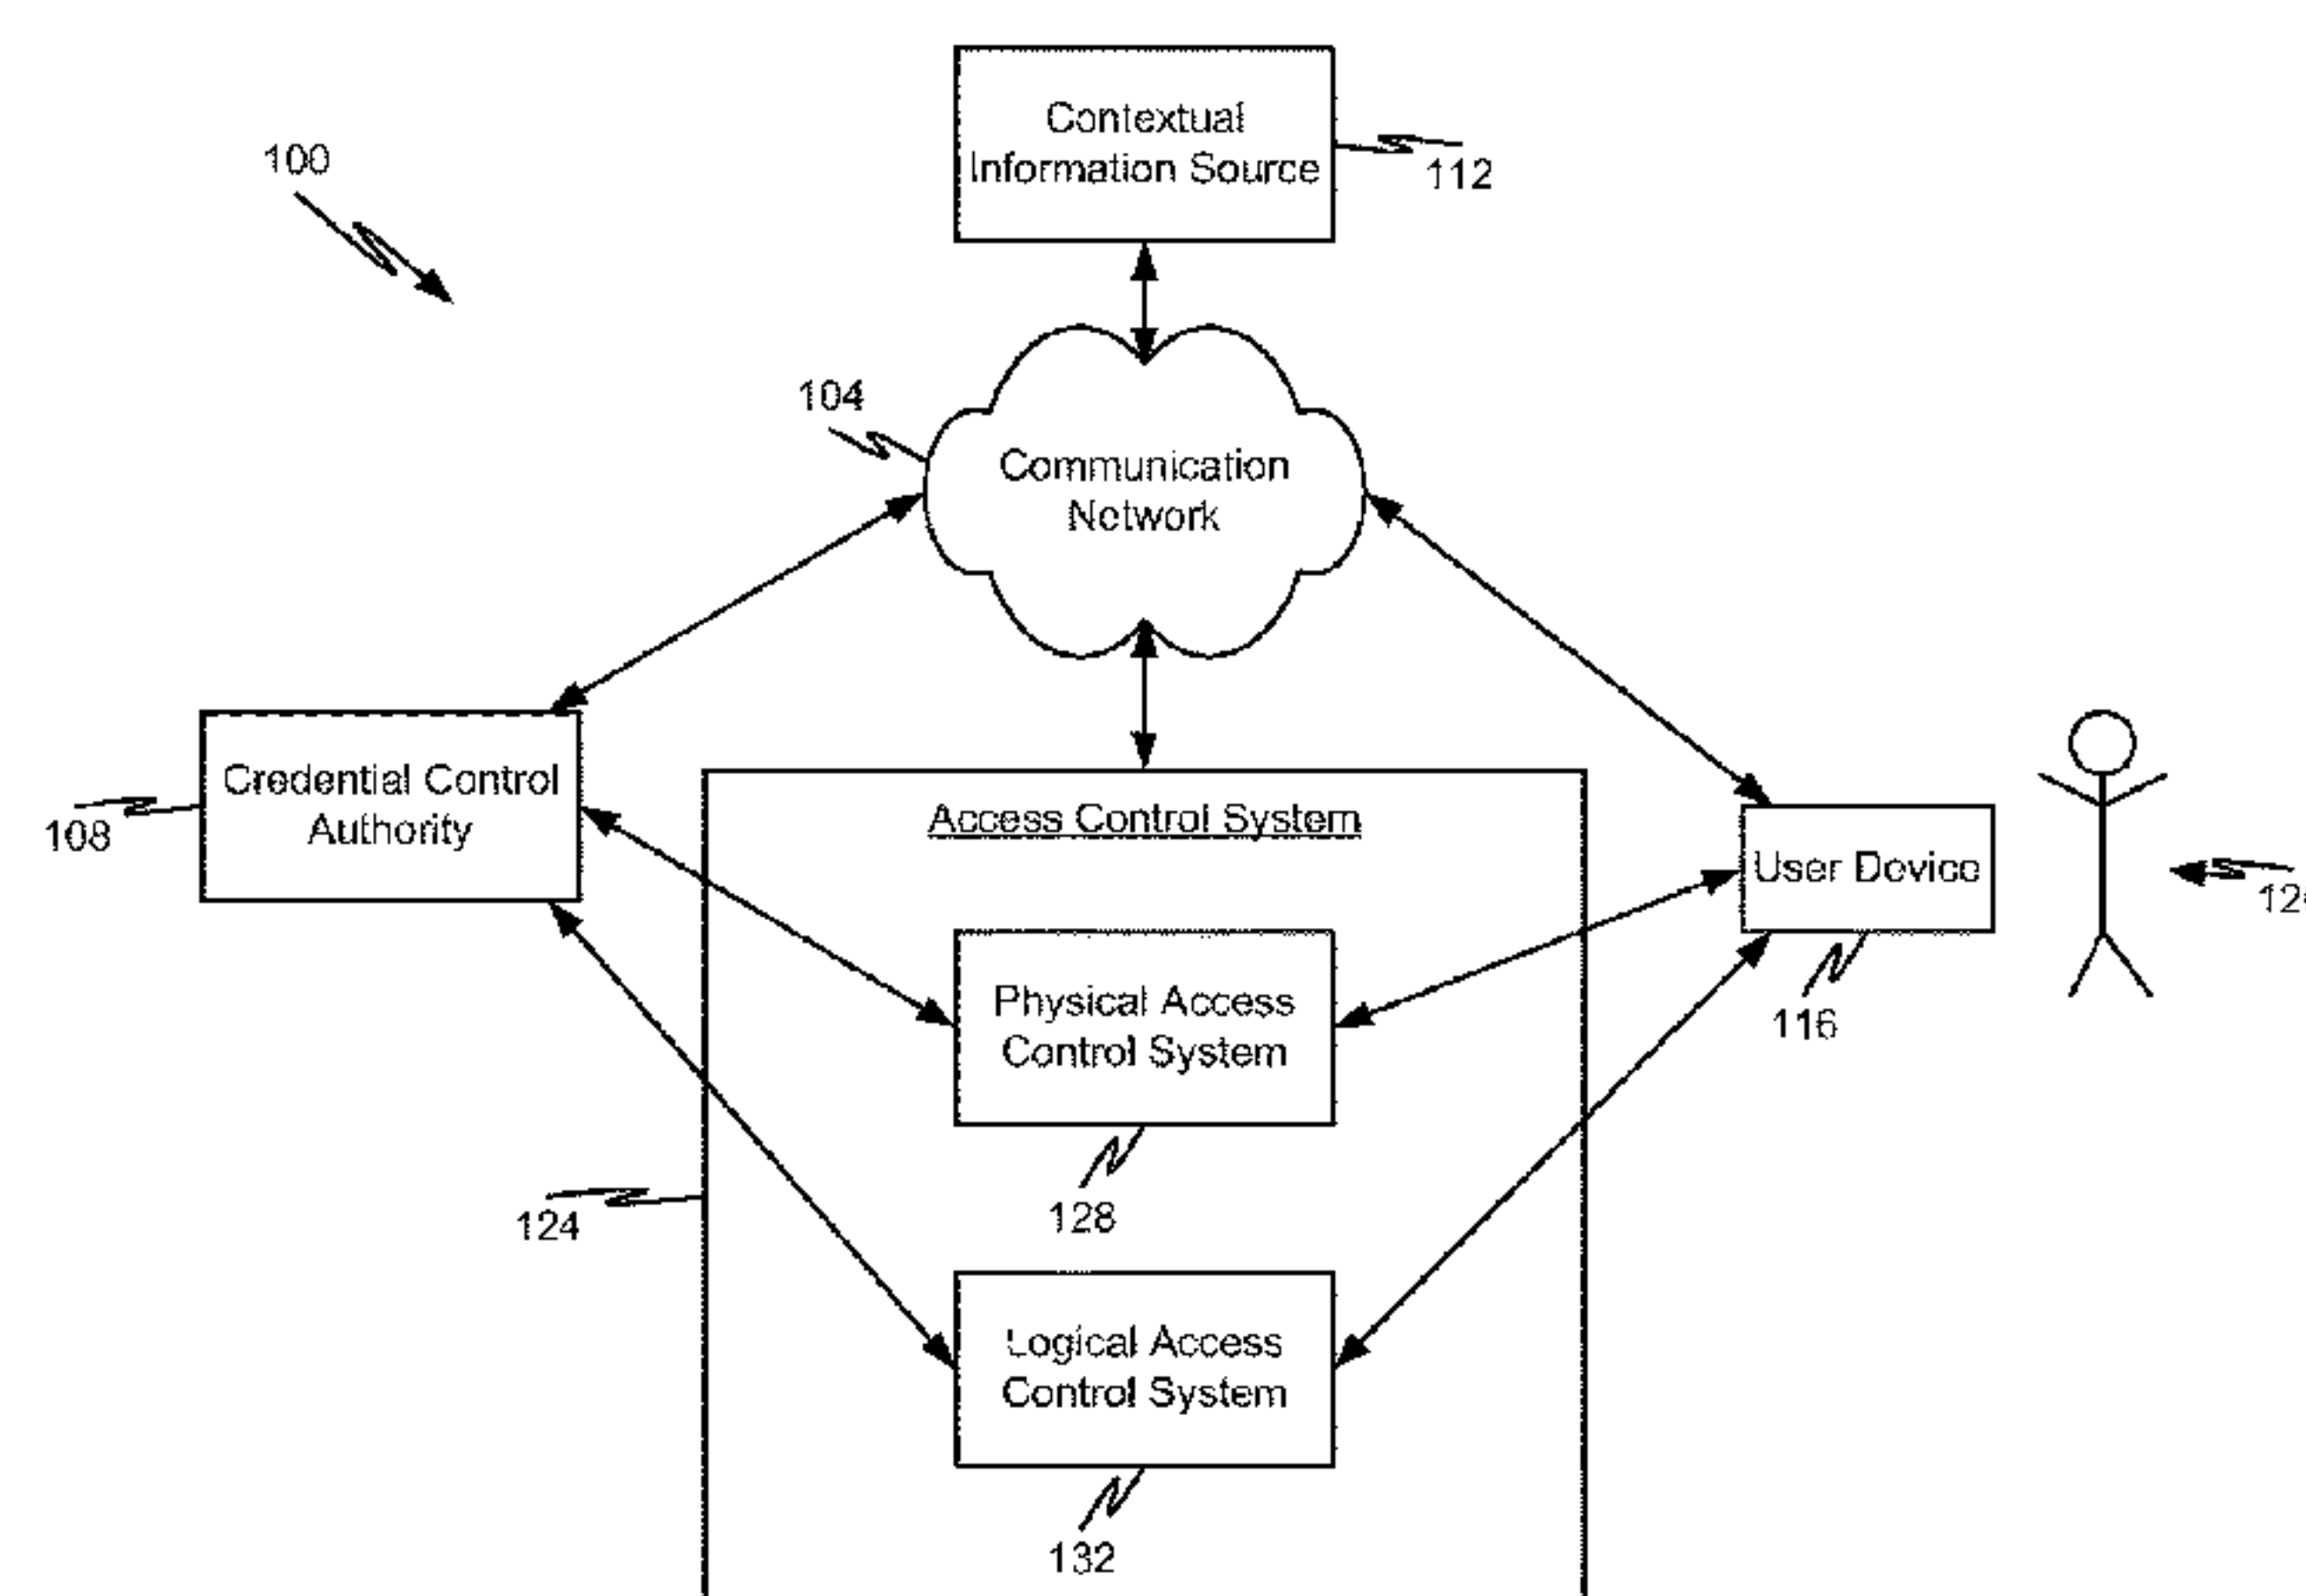 Contextual
Information Source
112
100
104
Communication
Network
Credential Control
Authority
108
Access Control System
User Device
116
Physical Access
Control System
128
124
Logical Access
Control System
132